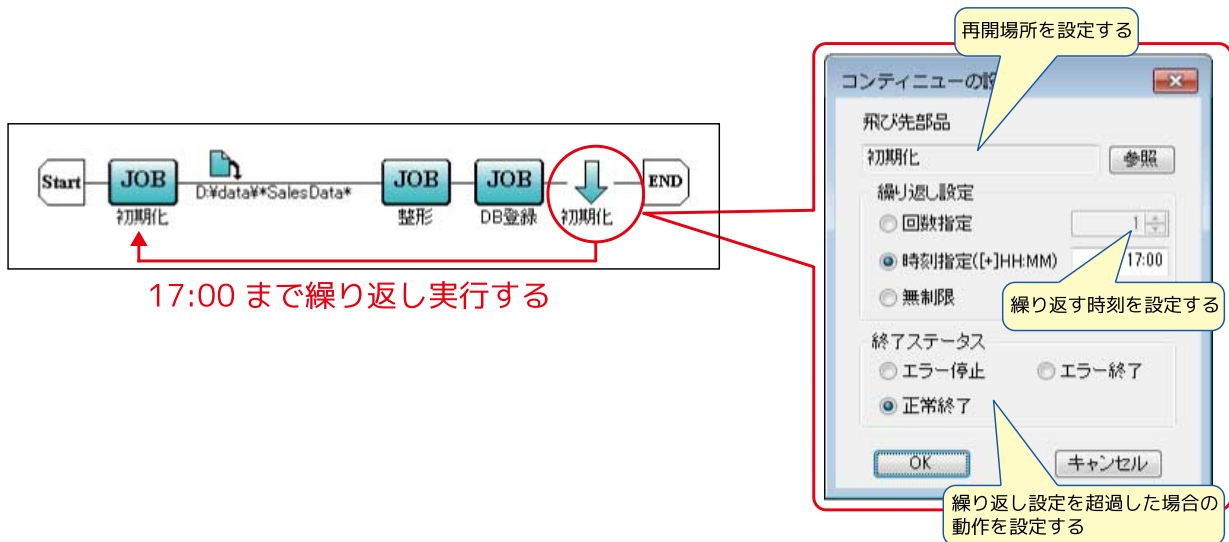 再開場所を設定する
コンティニューの
飛び先部品
初期化
参照
繰り返し設定
回数指定
1
時刻指定([+]HH:MM)
17:00
無制限
繰り返す時刻を設定する
終了ステータス
エラー停止
エラー終了
正常終了
OK
キャンセル
繰り返し設定を超過した場合の
動作を設定する
Start
JOB
初期化
D:¥data¥*SalesData*
JOB
整形
JOB
DB登録
初期化
END
17:00 まで繰り返し実行する